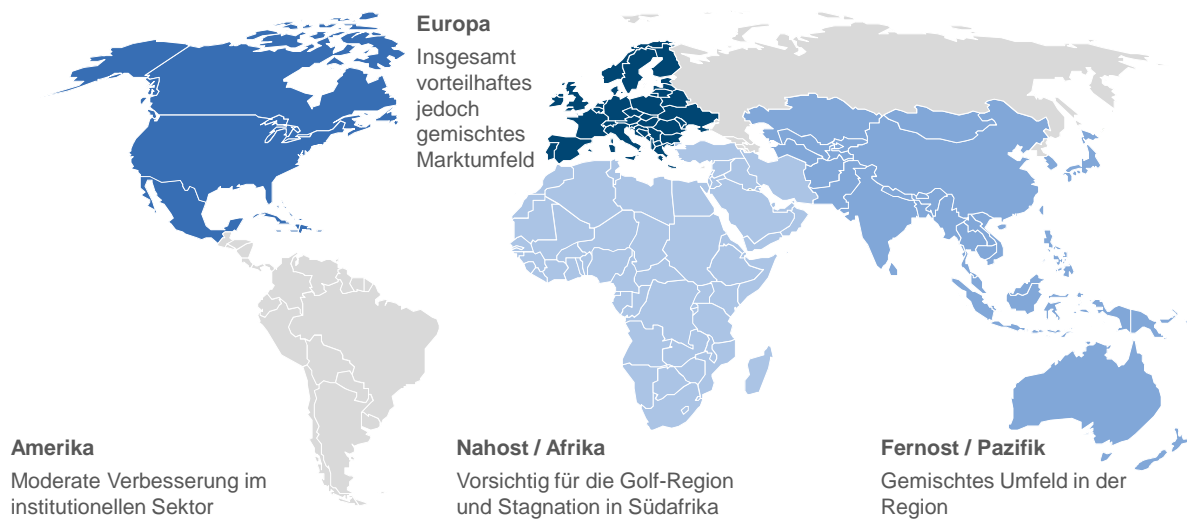 Europa
Insgesamt
vorteilhaftes
jedoch
gemischtes
Marktumfeld
Amerika
Moderate Verbesserung im
institutionellen Sektor
Nahost / Afrika
Vorsichtig für die Golf-Region
und Stagnation in Südafrika
Fernost / Pazifik
Gemischtes Umfeld in der
Region